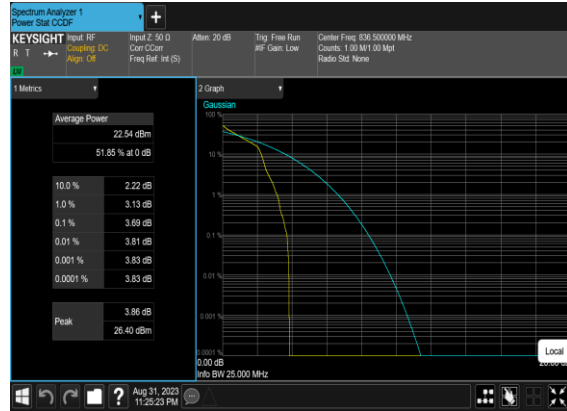 Spectrum Analyzer 1
Power Stat CCDF
+
KEYSIGHT
R T
LV
Input: RF
Coupling: DC
Align: Off
Input Z: 50 Ω
Corr CCorr
Freq Ref: Int (S)
Atten: 20 dB
Trig: Free Run
#IF Gain: Low
Center Freq: 836.500000 MHz
Counts: 1.00 M/1.00 Mpt
Radio Std: None
1 Metrics
Average Power
22.54 dBm
51.85 % at 0 dB
10.0 % 2.22 dB
1.0 % 3.13 dB
0.1 % 3.69 dB
0.01 % 3.81 dB
0.001 % 3.83 dB
0.0001 % 3.83 dB
Peak
3.86 dB
26.40 dBm
2 Graph
Gaussian
100 %
10 %
1 %
0.1 %
0.01 %
0.001 %
0.0001 %
0.00 dB
Info BW 25.000 MHz
Local
?
Aug 31, 2023
11:25:23 PM